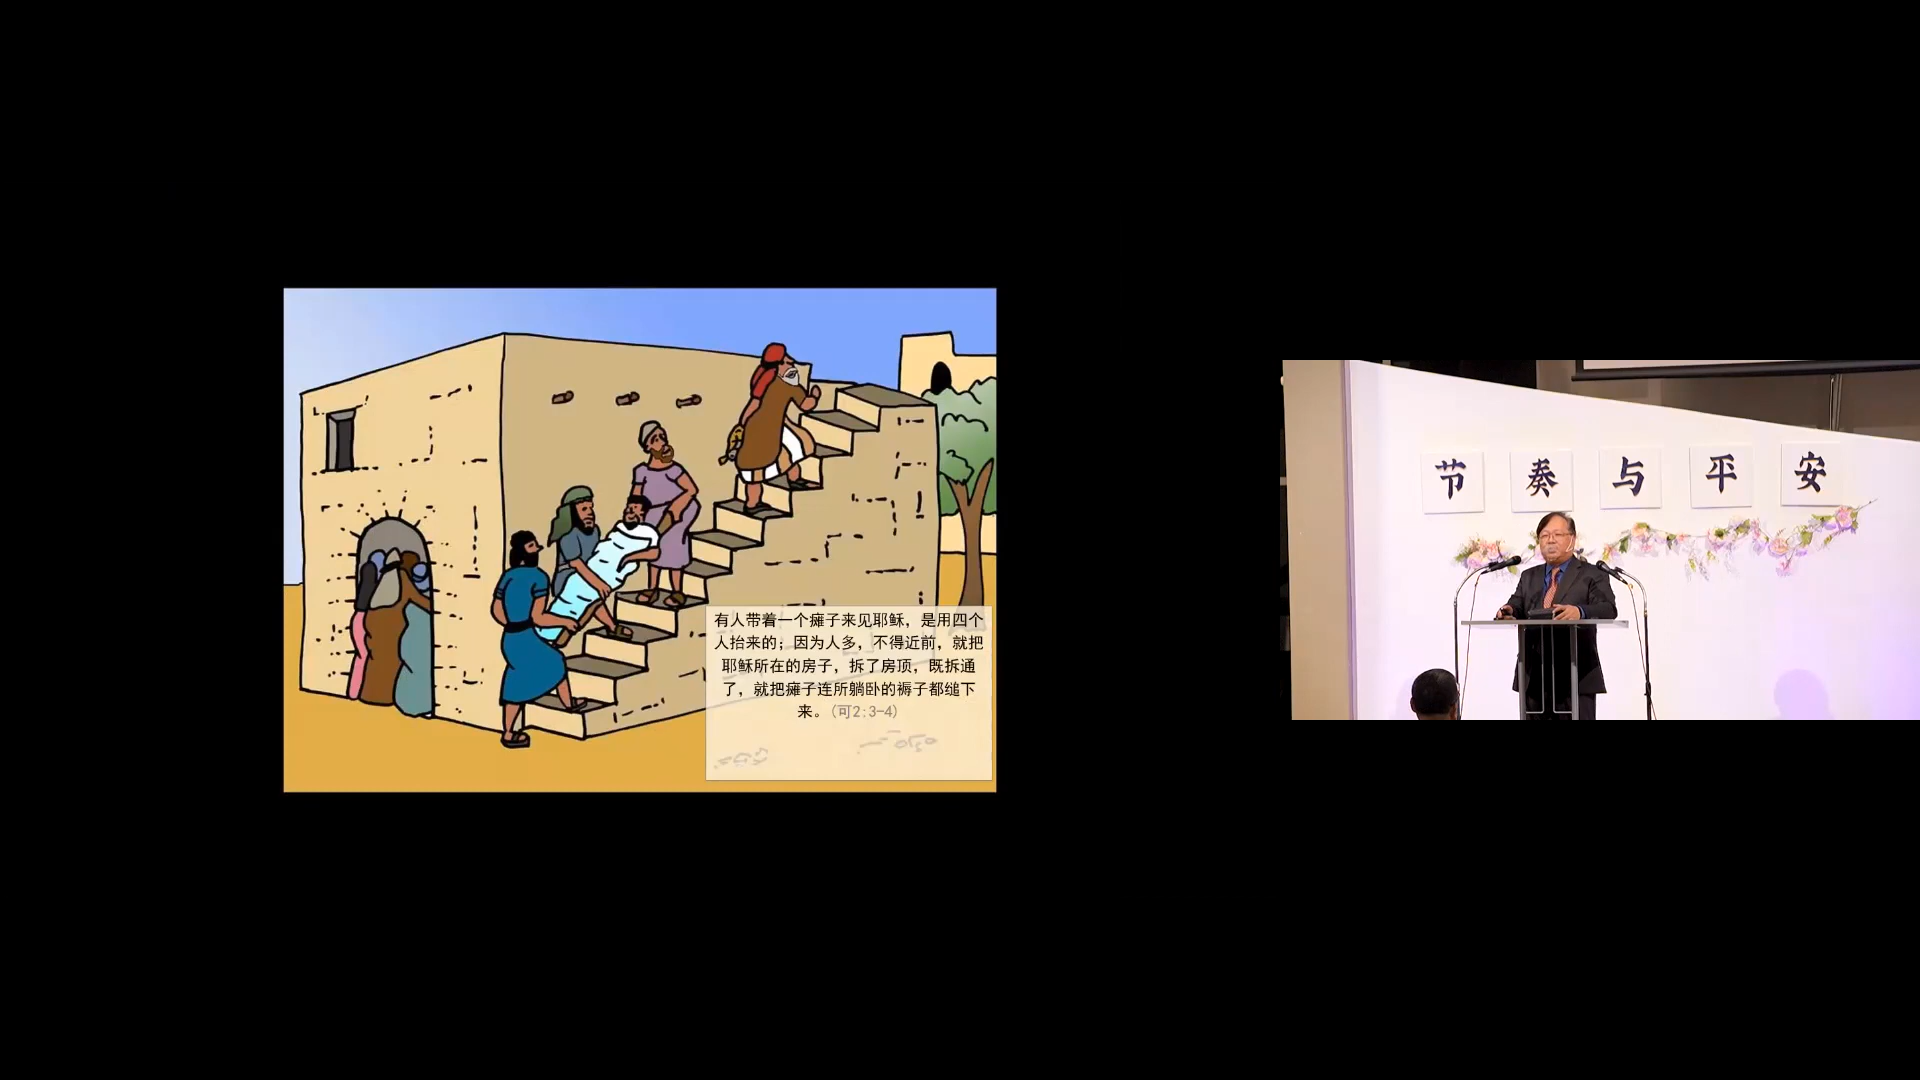 有人带着一个瘫子来见耶稣，是用四个
人抬来的；因为人多，不得近前，就把
耶稣所在的房子，拆了房顶，既拆通
了，就把瘫子连所躺卧的褥子都缒下
来。(可2:3-4)
节奏与平安